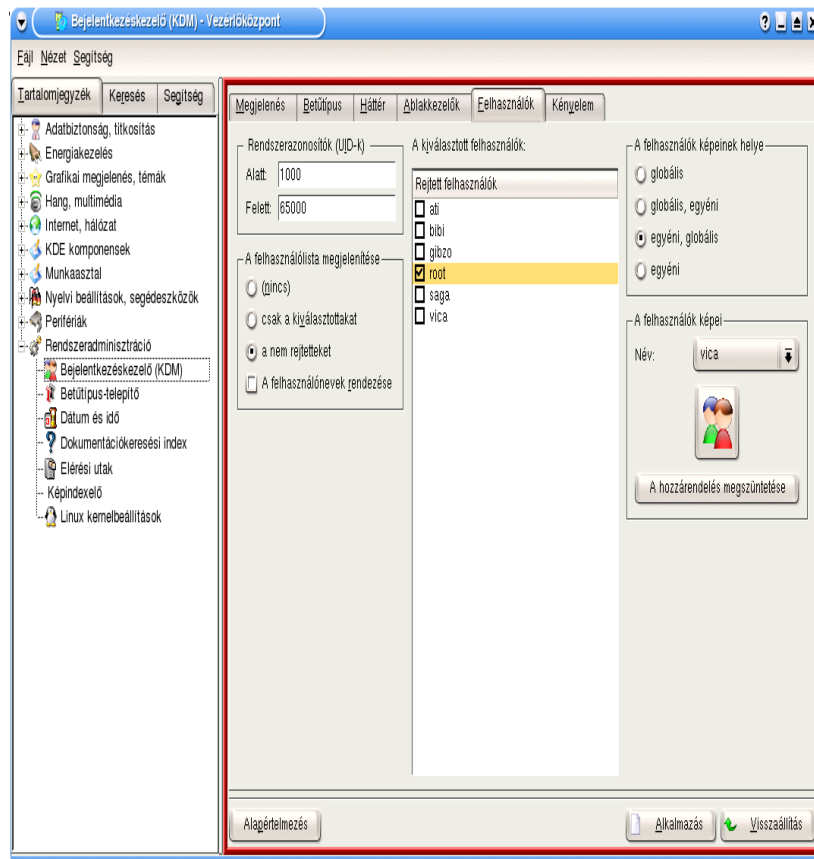 Bejelentkezéskezelő (KDM) - Vezérlőközpont
Fájl Nézet Segítség
Tartalomjegyzék Keresés Segítség
Adatbiztonság, titkosítás
Energiakezelés
Grafikai megjelenés, témák
Hang, multimédia
Internet, hálózat
KDE komponensek
Munkaasztal
Nyelvi beállítások, segédeszközök
Perifériák
Rendszeradminisztráció
Bejelentkezéskezelő (KDM)
Betűtípus-telepítő
Dátum és idő
Dokumentációkeresési index
Elérési utak
Képindexelő
Linux kernelbeállítások
Megjelenés Betűtípus Háttér Ablakkezelők Felhasználók Kényelem
Rendszerazonosítók (UID-k)
Alatt: 1000
Felett: 65000
A felhasználólista megjelenítése
(nincs)
csak a kiválasztottakat
a nem rejtetteket
A felhasználónevek rendezése
A kiválasztott felhasználók:
Rejtett felhasználók
ati
bibi
gibzo
root
saga
vica
A felhasználók képeinek helye
globális
globális, egyéni
egyéni, globális
egyéni
A felhasználók képei
Név: vica
A hozzárendelés megszüntetése
Alapértelmezés Alkalmazás Visszaállítás